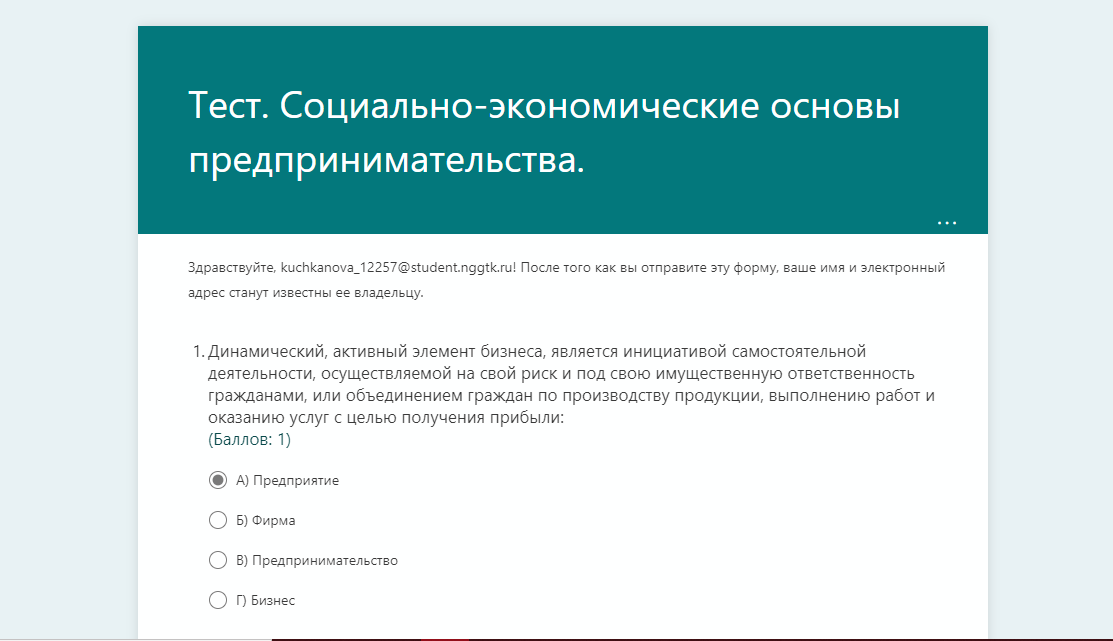 Тест. Социально-экономические основы
предпринимательства.
...
Здравствуйте, kuchkanova_12257@student.nggtk.ru! После того как вы отправите эту форму, ваше имя и электронный
адрес станут известны ее владельцу.
1. Динамический, активный элемент бизнеса, является инициативой самостоятельной
деятельности, осуществляемой на свой риск и под свою имущественную ответственность
гражданами, или объединением граждан по производству продукции, выполнению работ и
оказанию услуг с целью получения прибыли:
(Баллов: 1)
А) Предприятие
Б) Фирма
В) Предпринимательство
Г) Бизнес